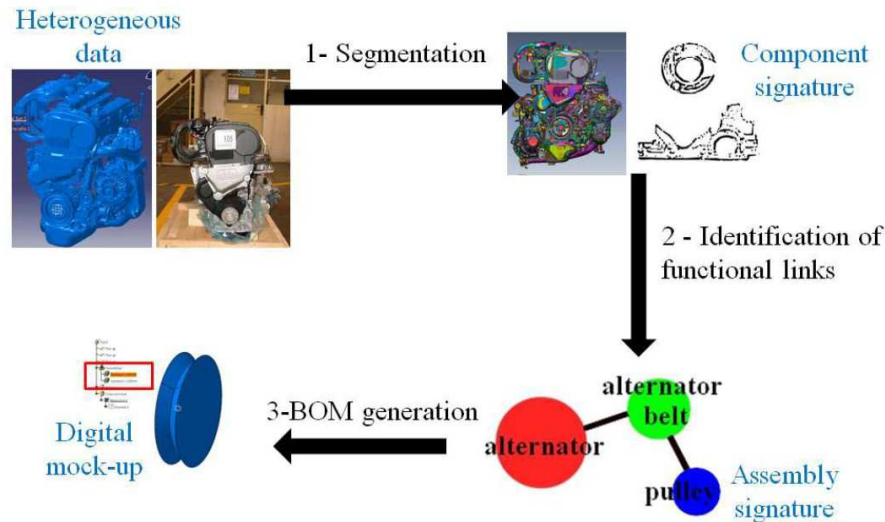 Heterogeneous
data
1- Segmentation
Component
signature
2 - Identification of
functional links
alternator
belt
alternator
pulley
Assembly
signature
3-BOM generation
Digital
mock-up